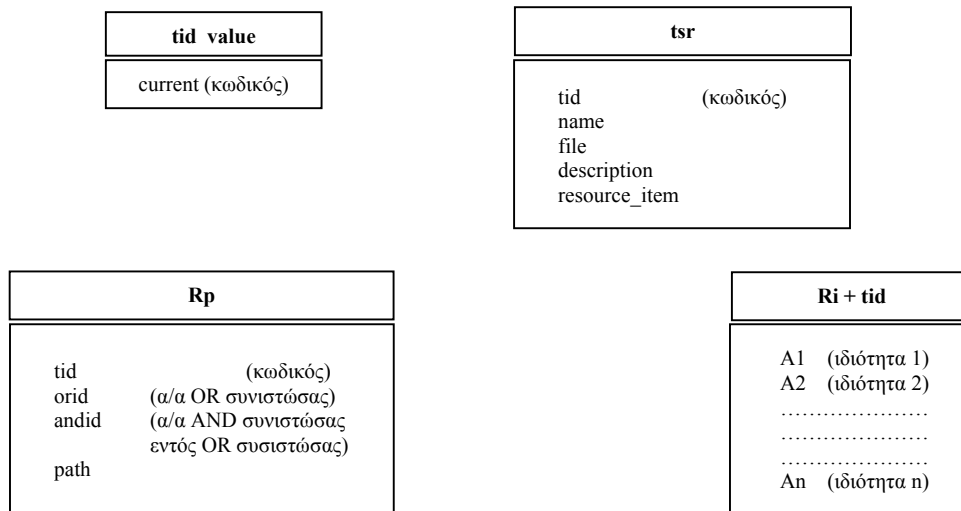 tid value
current (κωδικός)
tsr
tid (κωδικός)
name
file
description
resource_item
Rp
tid (κωδικός)
orid (α/α OR συνιστώσας)
andid (α/α AND συνιστώσας
εντός OR συσιστώσας)
path
Ri + tid
A1 (ιδιότητα 1)
A2 (ιδιότητα 2)
…………………
…………………
…………………
An (ιδιότητα n)